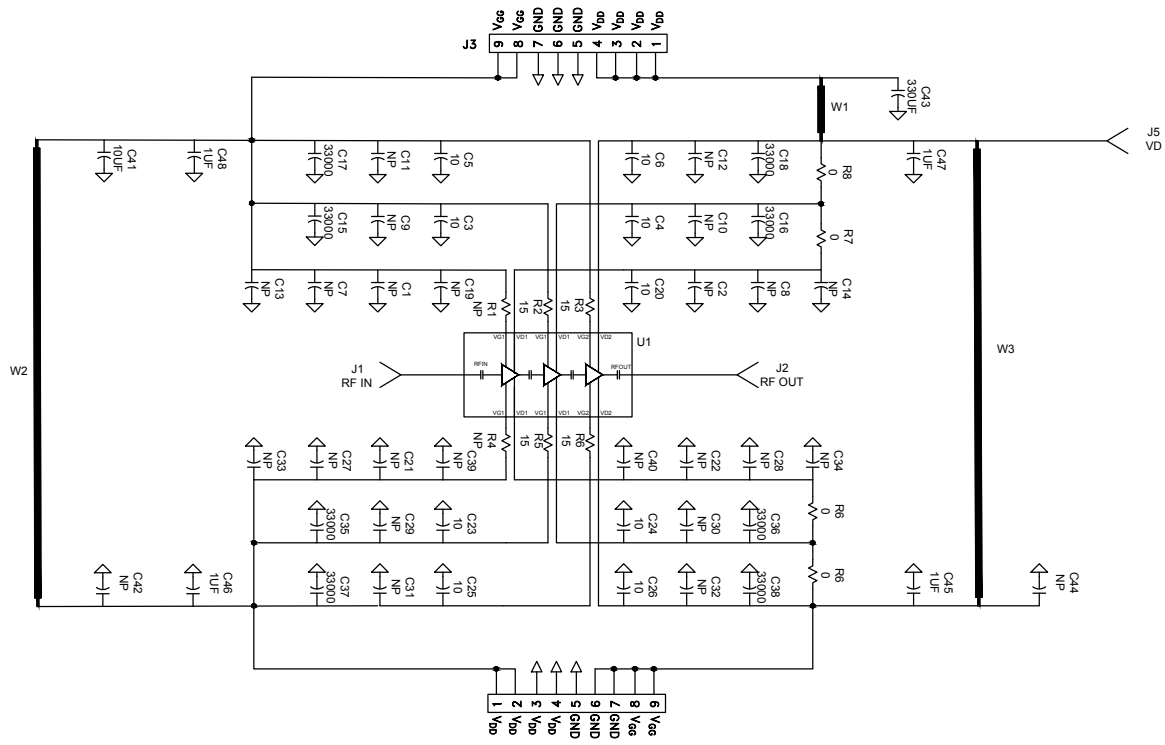 VGG
VGG
GND
GND
GND
VDD
VDD
VDD
VDD
J3
9 8 7 6 5 4 3 2 1
C43
330UF
W1
J5
VD
C41
10UF
C48
1UF
C17
33000
C11
NP
C5
10
C6
10
C12
NP
C18
33000
R8
0
C47
1UF
C15
33000
C9
NP
C3
10
C4
10
C10
NP
C16
33000
R7
0
C13
NP
C7
NP
C1
NP
C19
NP
R1
NP
R2
15
R3
15
C20
10
C2
NP
C8
NP
C14
NP
W2
W3
U1
VG1 VD1 VG1 VD1 VG2 VD2
J1
RF IN
RFIN
RFOUT
J2
RF OUT
VG1 VD1 VG1 VD1 VG2 VD2
R4
NP
R5
15
R6
15
C33
NP
C27
NP
C21
NP
C39
NP
C40
NP
C22
NP
C28
NP
C34
NP
C35
33000
C29
NP
C23
10
C24
10
C30
NP
C36
33000
R6
0
C42
NP
C46
1UF
C37
33000
C31
NP
C25
10
C26
10
C32
NP
C38
33000
R6
0
C45
1UF
C44
NP
1 2 3 4 5 6 7 8 9
VDD
VDD
VDD
VDD
GND
GND
GND
VGG
VGG